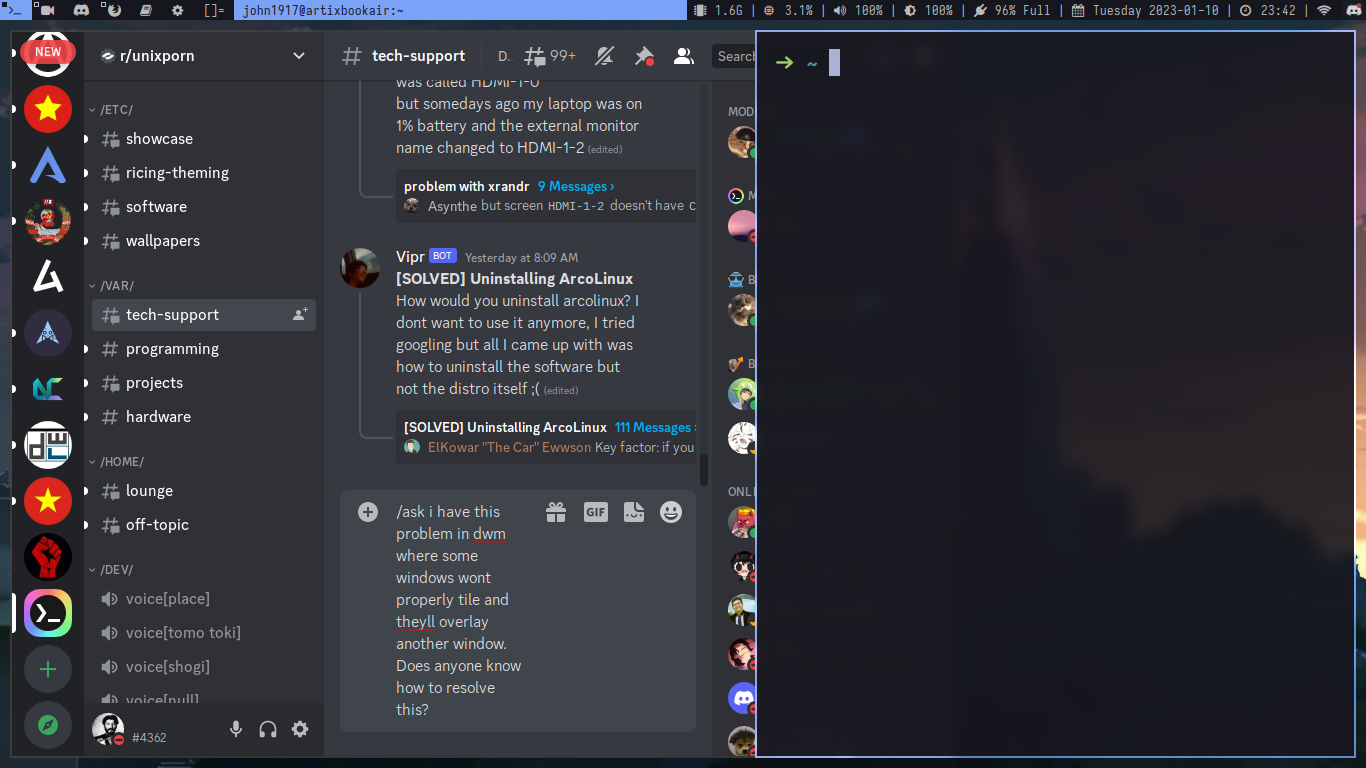 []= john1917@artixbookair:~ 1.6G | 3.1% | 100% | 100% | 96% Full | Tuesday 2023-01-10 | 23:42 |
NEW
r/unixporn
/ETC/
showcase
ricing-theming
software
wallpapers
/VAR/
tech-support
programming
projects
hardware
/HOME/
lounge
off-topic
/DEV/
voice[place]
voice[tomo toki]
voice[shogi]
voice[null]
#4362
tech-support D.. 99+ Search
was called HDMI-1-0
but somedays ago my laptop was on
1% battery and the external monitor
name changed to HDMI-1-2 (edited)
problem with xrandr 9 Messages ›
Asynthe but screen HDMI-1-2 doesn't have C
Vipr BOT Yesterday at 8:09 AM
[SOLVED] Uninstalling ArcoLinux
How would you uninstall arcolinux? I
dont want to use it anymore, I tried
googling but all I came up with was
how to uninstall the software but
not the distro itself ;( (edited)
[SOLVED] Uninstalling ArcoLinux 111 Messages ›
ElKowar "The Car" Ewwson Key factor: if you
/ask i have this
problem in dwm
where some
windows wont
properly tile and
theyll overlay
another window.
Does anyone know
how to resolve
this?
GIF
MOD
M
B
B
ONLI
→ ~